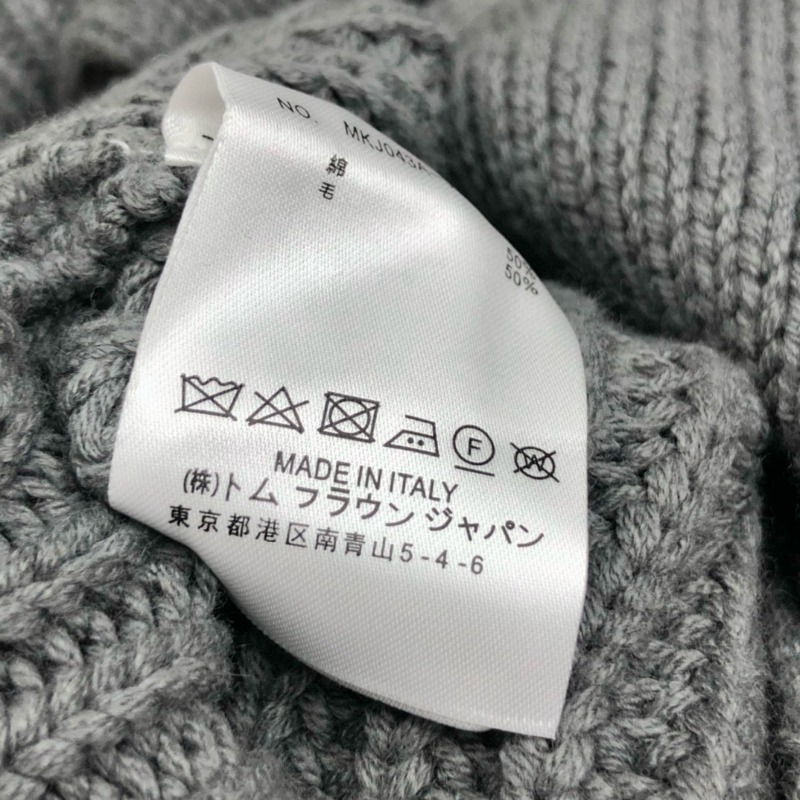 NO. MKJ043A
綿 50%
毛 50%
F
W
MADE IN ITALY
(株)トム ブラウン ジャパン
東京都港区南青山5-4-6